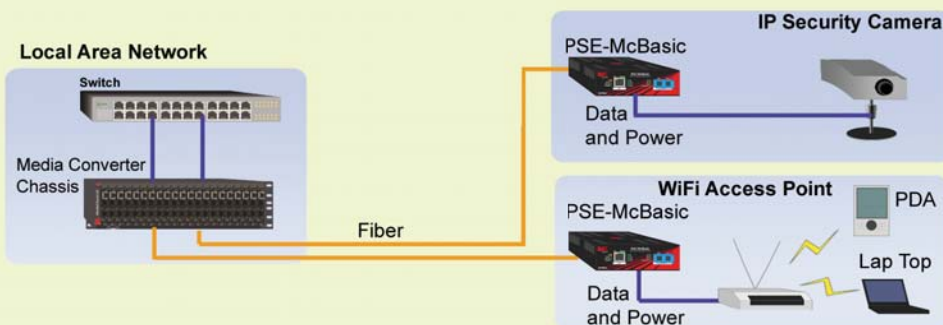 Local Area Network
Switch
Media Converter
Chassis
Fiber
IP Security Camera
PSE-McBasic
Data
and Power
WiFi Access Point
PSE-McBasic
PDA
Lap Top
Data
and Power